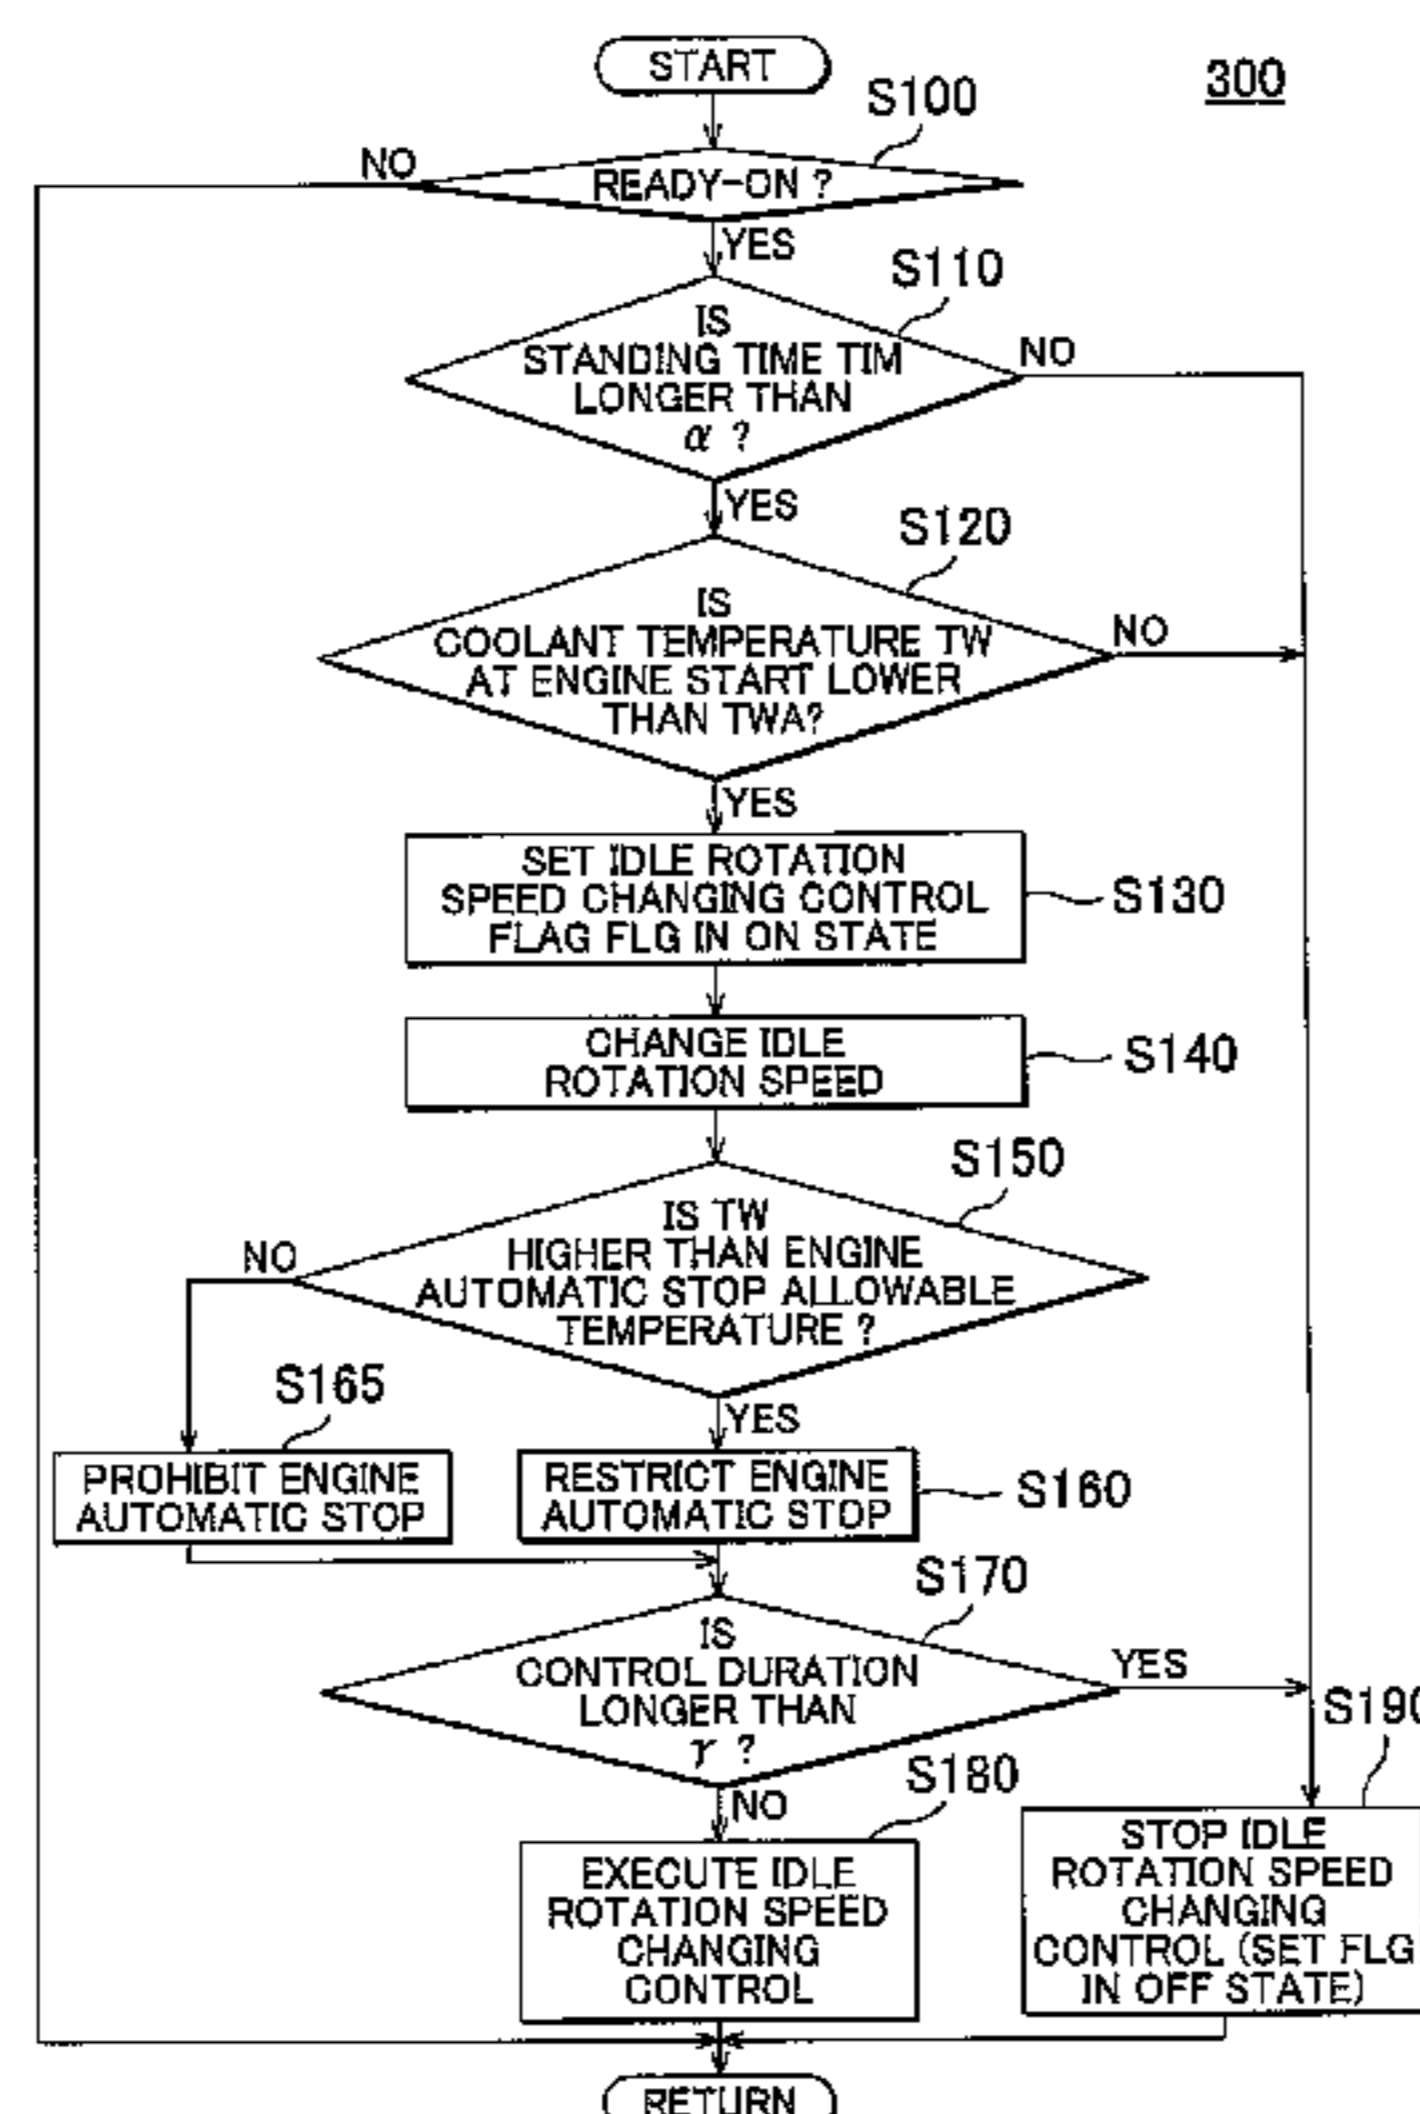 START
300
S100
NO
READY-ON ?
YES
S110
IS
STANDING TIME TIM
LONGER THAN
α ?
NO
YES
S120
IS
COOLANT TEMPERATURE TW
AT ENGINE START LOWER
THAN TWA?
NO
YES
SET IDLE ROTATION
SPEED CHANGING CONTROL
FLAG FLG IN ON STATE
S130
CHANGE IDLE
ROTATION SPEED
S140
S150
IS TW
HIGHER THAN ENGINE
AUTOMATIC STOP ALLOWABLE
TEMPERATURE ?
NO
YES
S165
PROHIBIT ENGINE
AUTOMATIC STOP
RESTRICT ENGINE
AUTOMATIC STOP
S160
S170
IS
CONTROL DURATION
LONGER THAN
γ ?
YES
S190
NO
S180
EXECUTE IDLE
ROTATION SPEED
CHANGING
CONTROL
STOP IDLE
ROTATION SPEED
CHANGING
CONTROL (SET FLG
IN OFF STATE)
RETURN